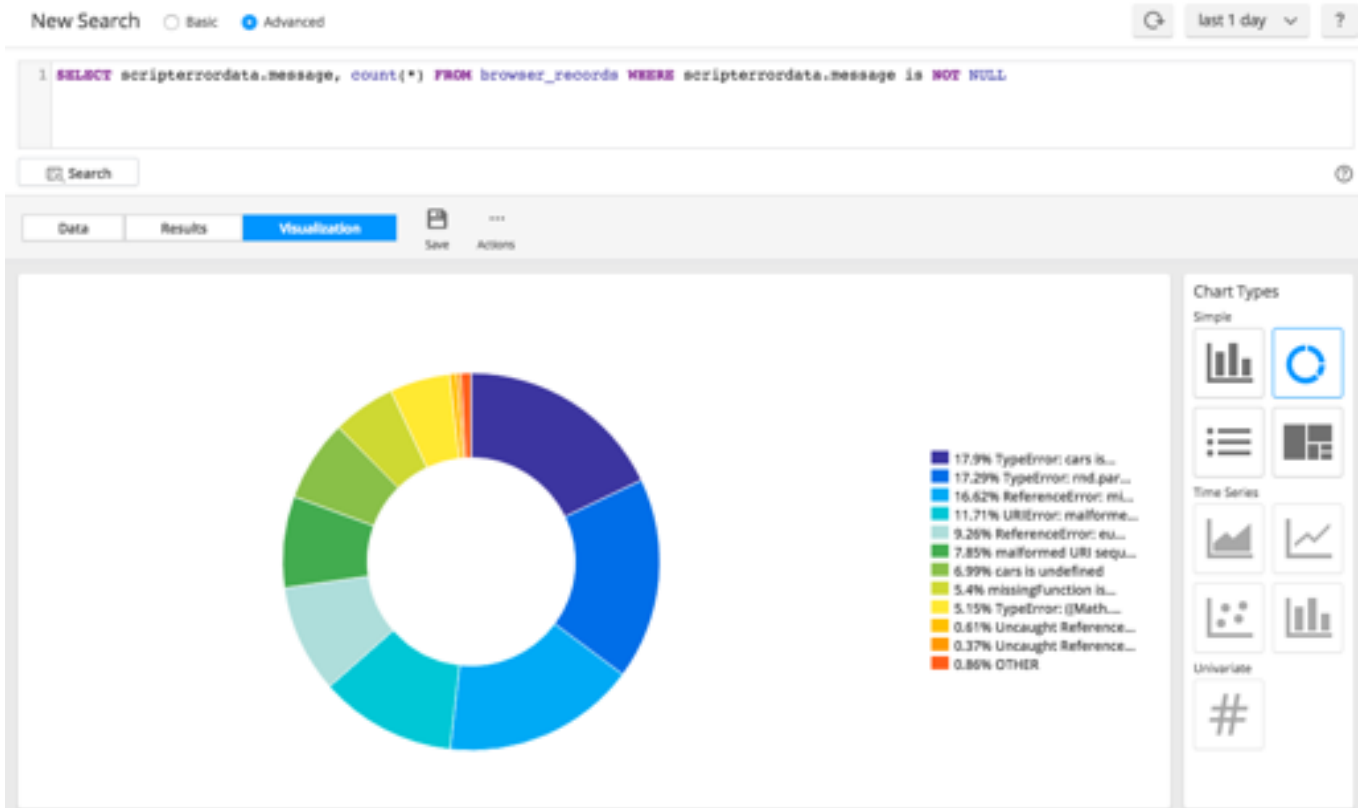 New Search Basic Advanced last 1 day ?
1 SELECT scripterrordata.message, count(*) FROM browser_records WHERE scripterrordata.message is NOT NULL
Search ?
Data Results Visualization Save Actions
Chart Types
Simple
17.9% TypeError: cars is...
17.29% TypeError: rnd.par...
16.62% ReferenceError: mi...
11.71% URIError: malforme...
9.26% ReferenceError: eu...
7.85% malformed URI sequ...
6.99% cars is undefined
5.4% missingFunction is...
5.15% TypeError: ([Math....
0.61% Uncaught Reference...
0.37% Uncaught Reference...
0.86% OTHER
Time Series
Univariate
#